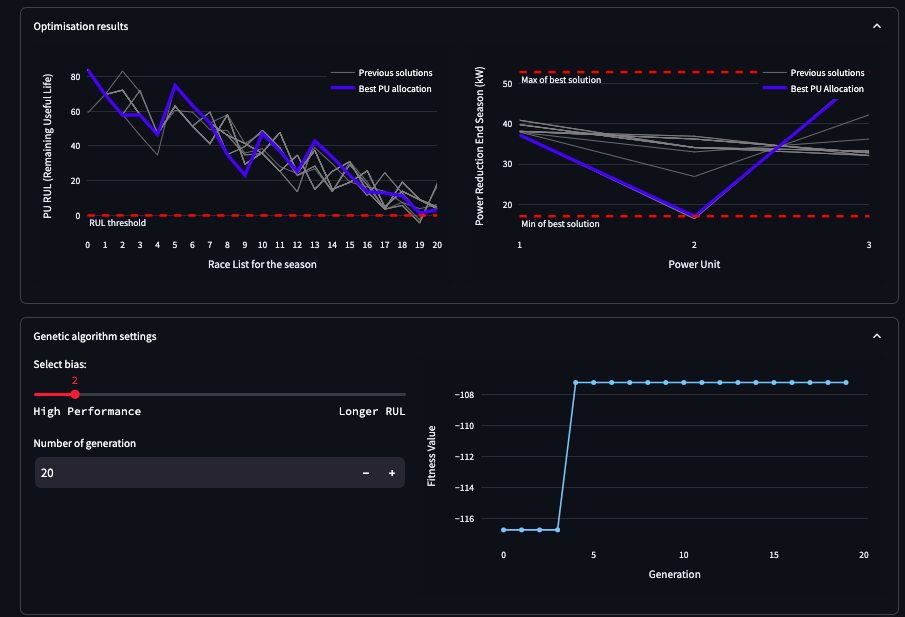 Optimisation results
PU RUL (Remaining Useful Life)
80
60
40
20
0
Previous solutions
Best PU allocation
RUL threshold
0 1 2 3 4 5 6 7 8 9 10 11 12 13 14 15 16 17 18 19 20
Race List for the season
Power Reduction End Season (kW)
50
40
30
20
Max of best solution
Previous solutions
Best PU Allocation
Min of best solution
1 2 3
Power Unit
Genetic algorithm settings
Select bias:
2
High Performance Longer RUL
Number of generation
20 − +
Fitness Value
−108
−110
−112
−114
−116
0 5 10 15 20
Generation